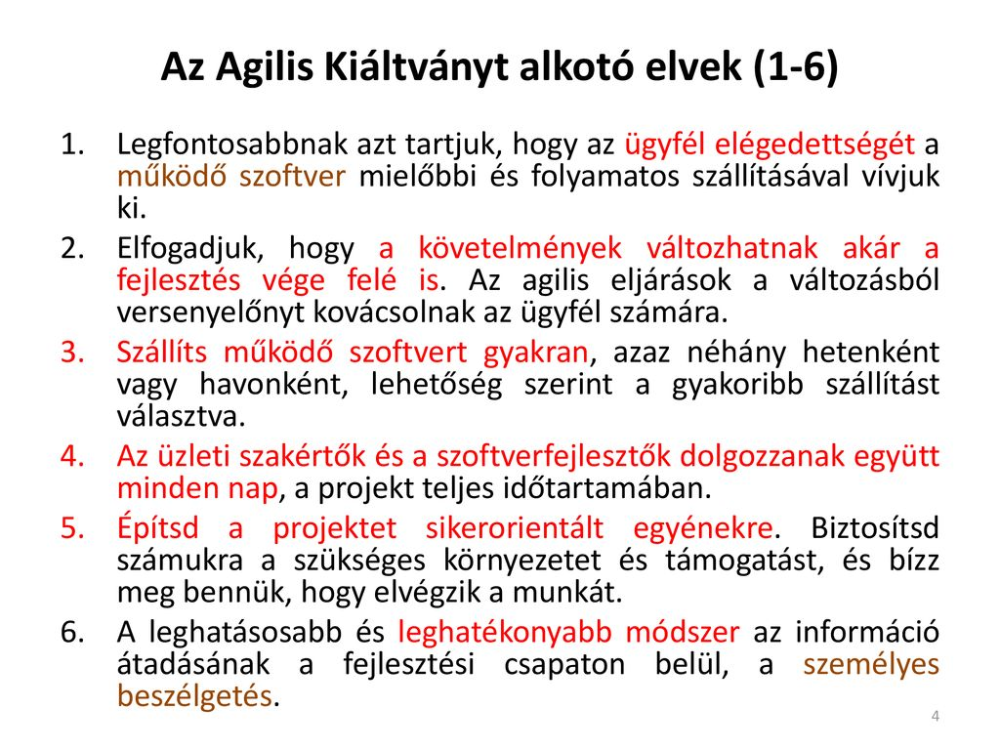 Az Agilis Kiáltványt alkotó elvek (1-6)
1. Legfontosabbnak azt tartjuk, hogy az ügyfél elégedettségét a
működő szoftver mielőbbi és folyamatos szállításával vívjuk
ki.
2. Elfogadjuk, hogy a követelmények változhatnak akár a
fejlesztés vége felé is. Az agilis eljárások a változásból
versenyelőnyt kovácsolnak az ügyfél számára.
3. Szállíts működő szoftvert gyakran, azaz néhány hetenként
vagy havonként, lehetőség szerint a gyakoribb szállítást
választva.
4. Az üzleti szakértők és a szoftverfejlesztők dolgozzanak együtt
minden nap, a projekt teljes időtartamában.
5. Építsd a projektet sikerorientált egyénekre. Biztosítsd
számukra a szükséges környezetet és támogatást, és bízz
meg bennük, hogy elvégzik a munkát.
6. A leghatásosabb és leghatékonyabb módszer az információ
átadásának a fejlesztési csapaton belül, a személyes
beszélgetés.
4